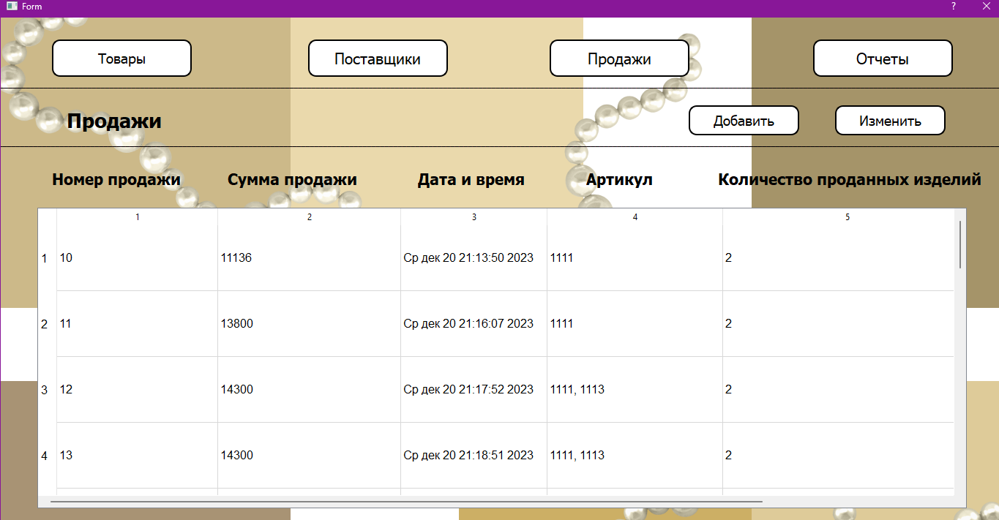 Form ?
Товары Поставщики Продажи Отчеты
Продажи Добавить Изменить
Номер продажи Сумма продажи Дата и время Артикул Количество проданных изделий
1 2 3 4 5
1 10 11136 Ср дек 20 21:13:50 2023 1111 2
2 11 13800 Ср дек 20 21:16:07 2023 1111 2
3 12 14300 Ср дек 20 21:17:52 2023 1111, 1113 2
4 13 14300 Ср дек 20 21:18:51 2023 1111, 1113 2